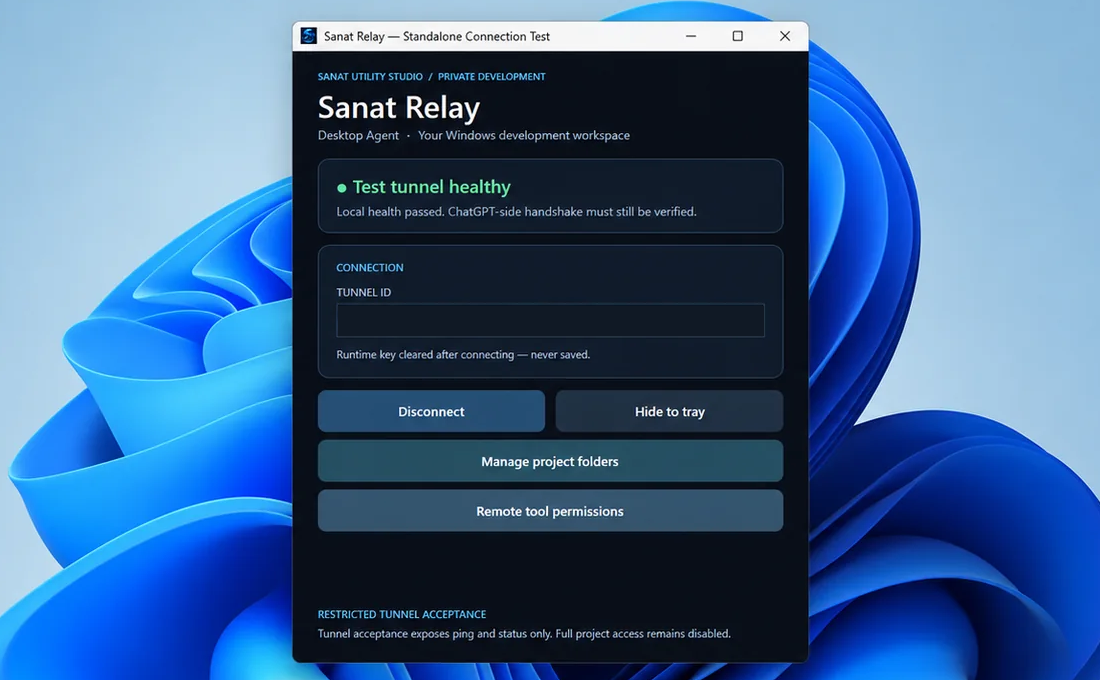 Sanat Relay — Standalone Connection Test
SANAT UTILITY STUDIO / PRIVATE DEVELOPMENT
Sanat Relay
Desktop Agent · Your Windows development workspace
Test tunnel healthy
Local health passed. ChatGPT-side handshake must still be verified.
CONNECTION
TUNNEL ID
Runtime key cleared after connecting — never saved.
Disconnect
Hide to tray
Manage project folders
Remote tool permissions
RESTRICTED TUNNEL ACCEPTANCE
Tunnel acceptance exposes ping and status only. Full project access remains disabled.